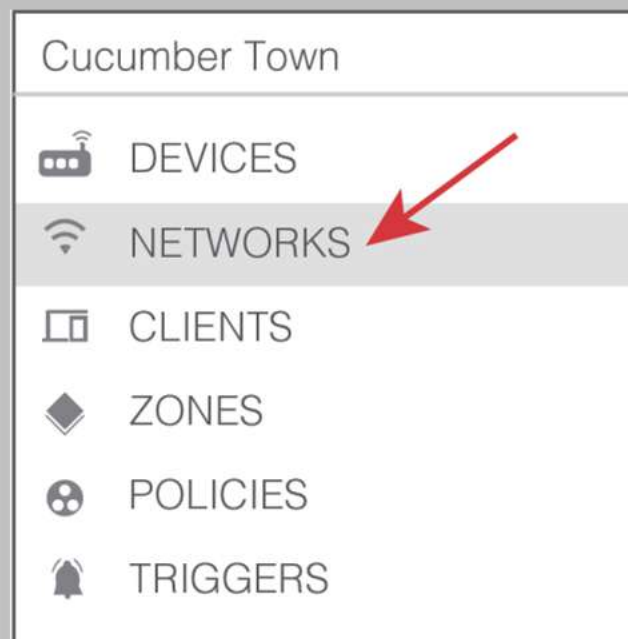 Cucumber Town
DEVICES
NETWORKS
CLIENTS
ZONES
POLICIES
TRIGGERS